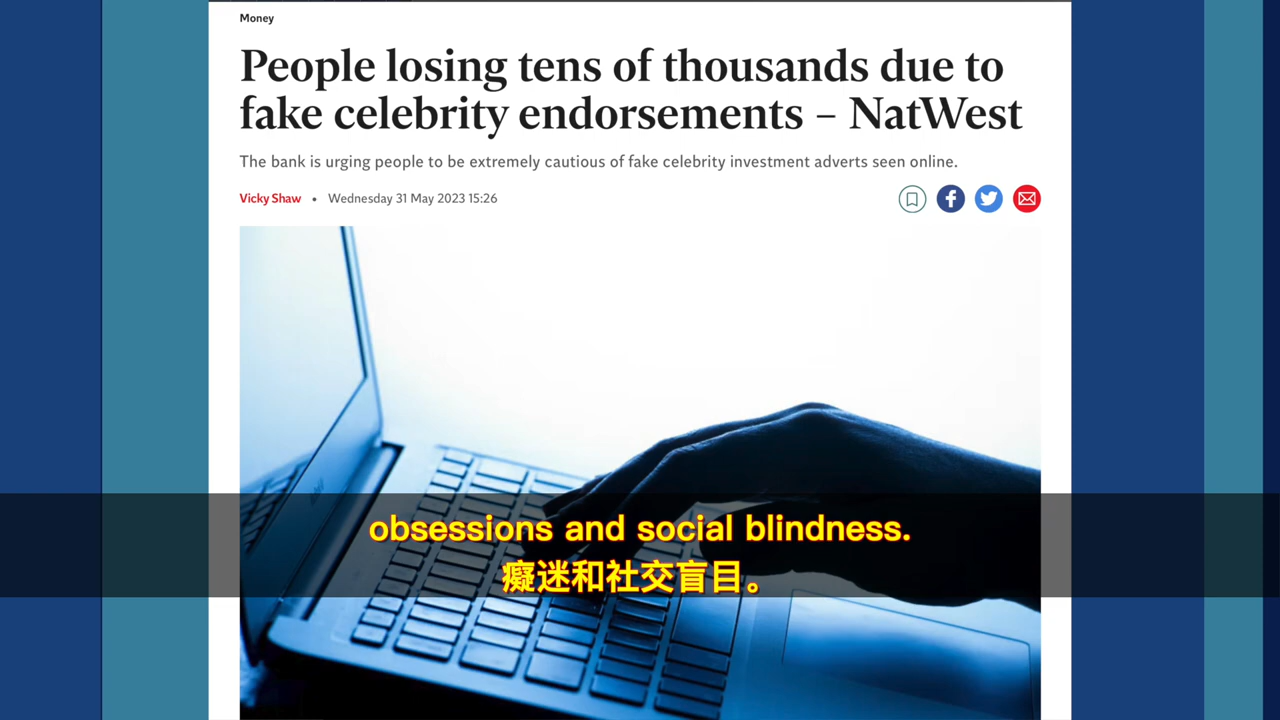 Money
People losing tens of thousands due to
fake celebrity endorsements – NatWest
The bank is urging people to be extremely cautious of fake celebrity investment adverts seen online.
Vicky Shaw • Wednesday 31 May 2023 15:26
obsessions and social blindness.
癡迷和社交盲目。